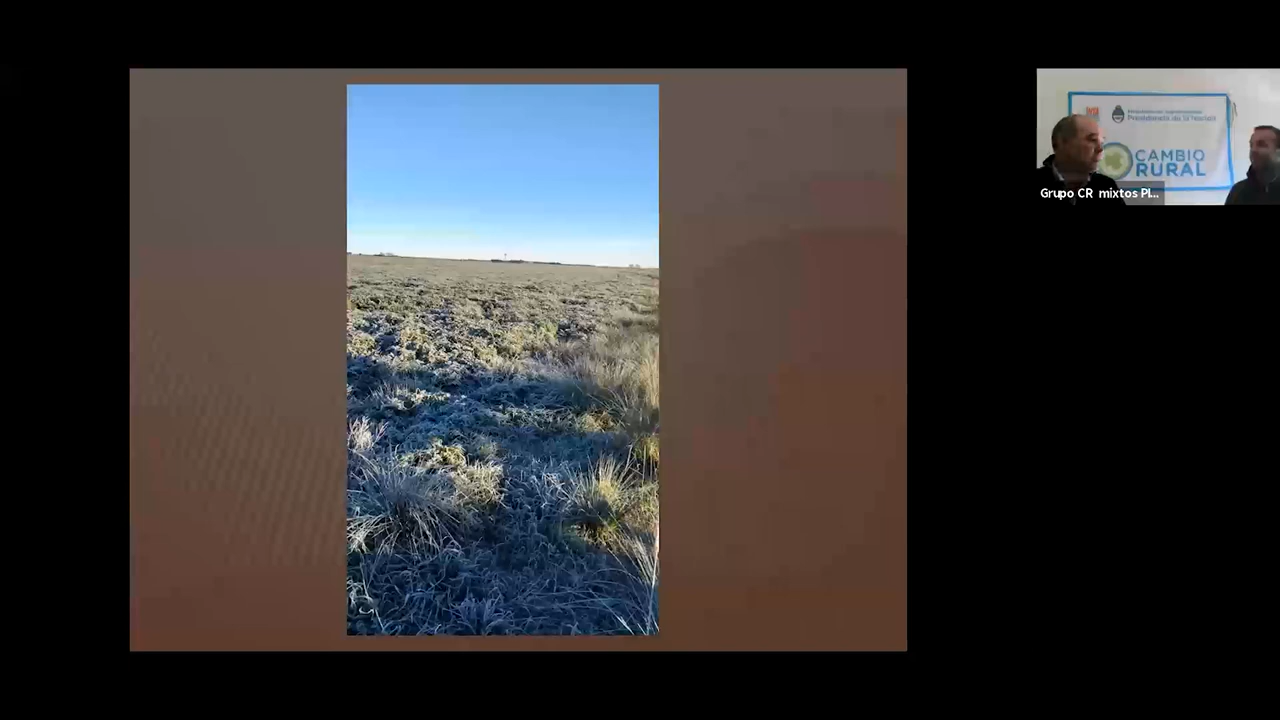 Presidencia de la Nación
CAMBIO
RURAL
Grupo CR mixtos Pl...